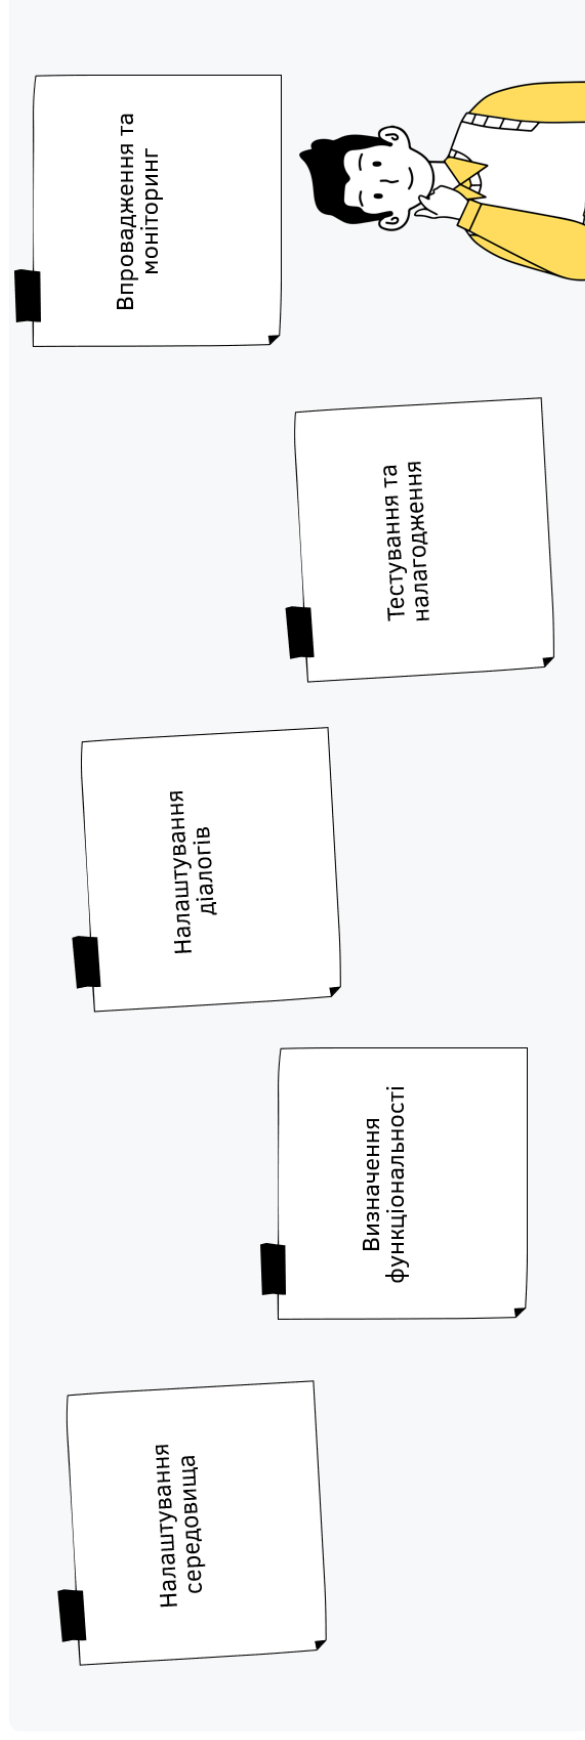 Налаштування
середовища
Визначення
функціональності
Налаштування
діалогів
Тестування та
налагодження
Впровадження та
моніторинг